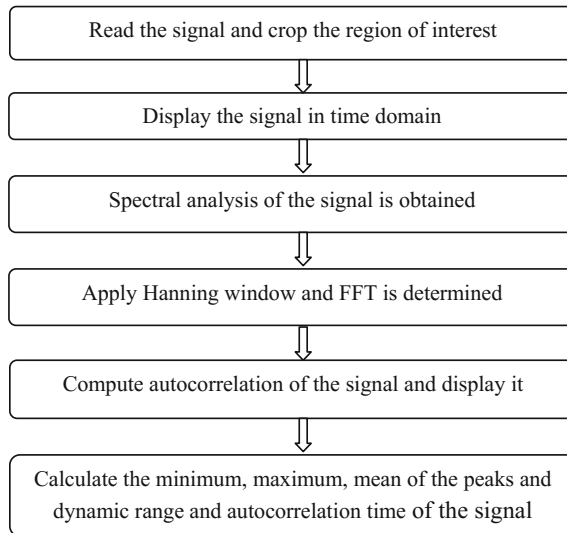 Read the signal and crop the region of interest
Display the signal in time domain
Spectral analysis of the signal is obtained
Apply Hanning window and FFT is determined
Compute autocorrelation of the signal and display it
Calculate the minimum, maximum, mean of the peaks and
dynamic range and autocorrelation time of the signal